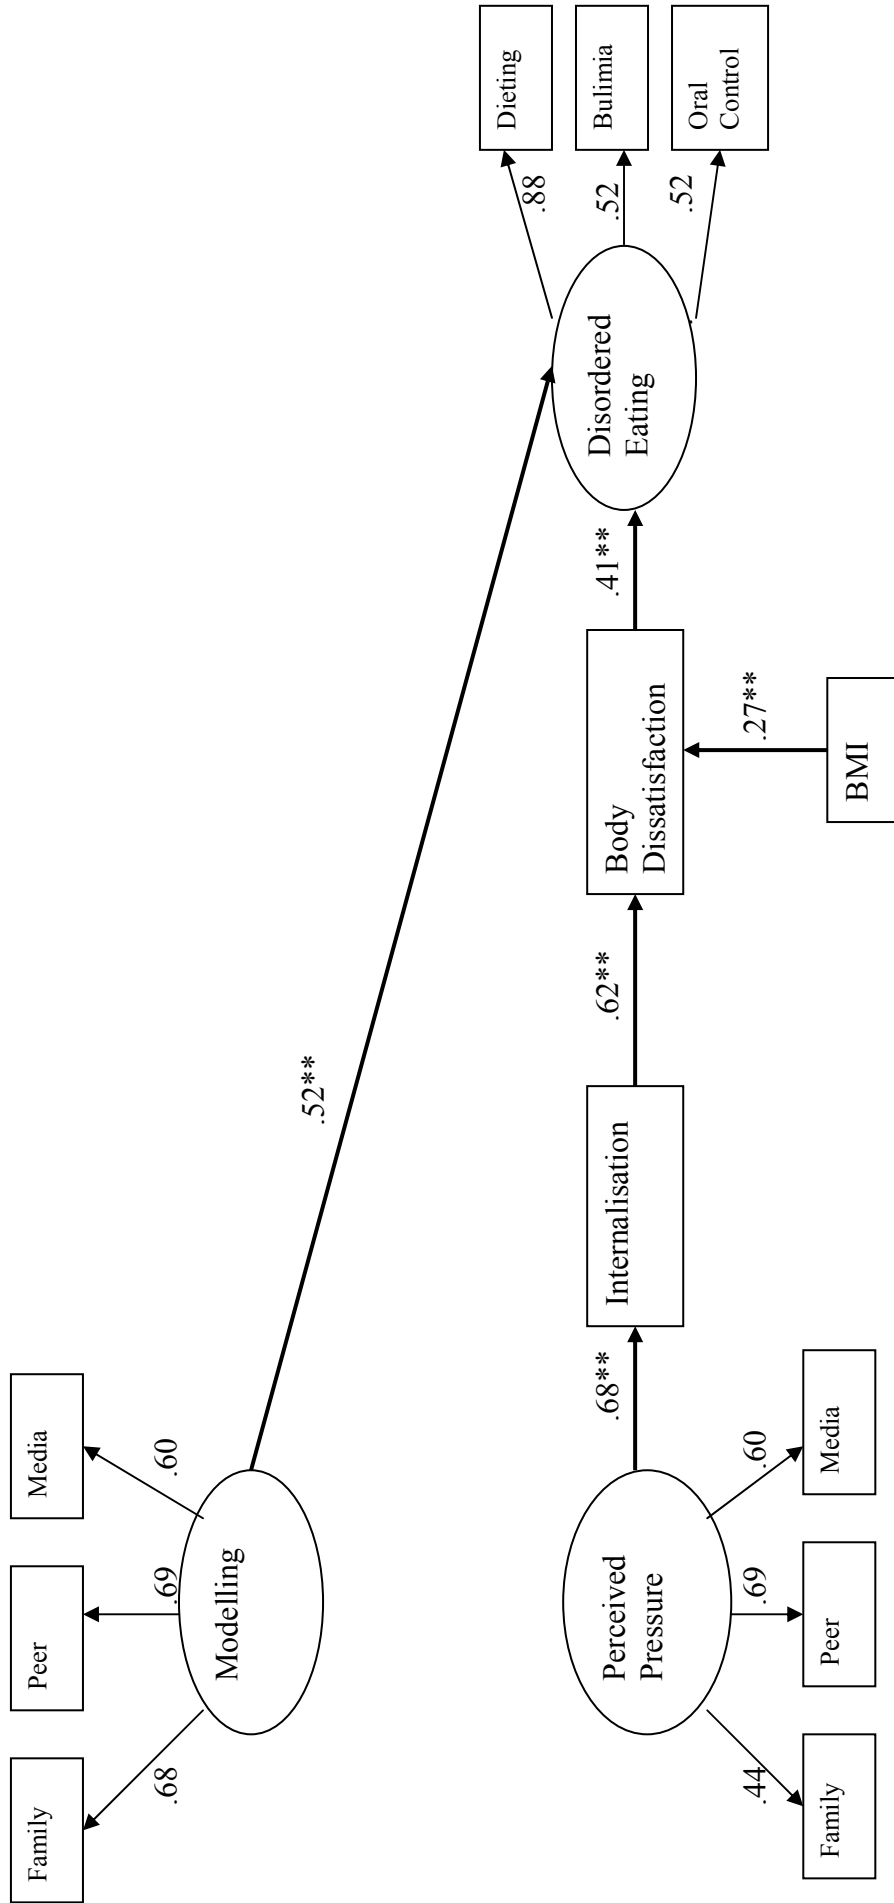 Family
Peer
Media
.68
.69
.60
Modelling
.52**
Dieting
.88
Bulimia
.52
Oral
Control
.52
Disordered
Eating
.41**
Body
Dissatisfaction
.62**
Internalisation
.68**
Perceived
Pressure
.27**
BMI
.44
.69
.60
Family
Peer
Media